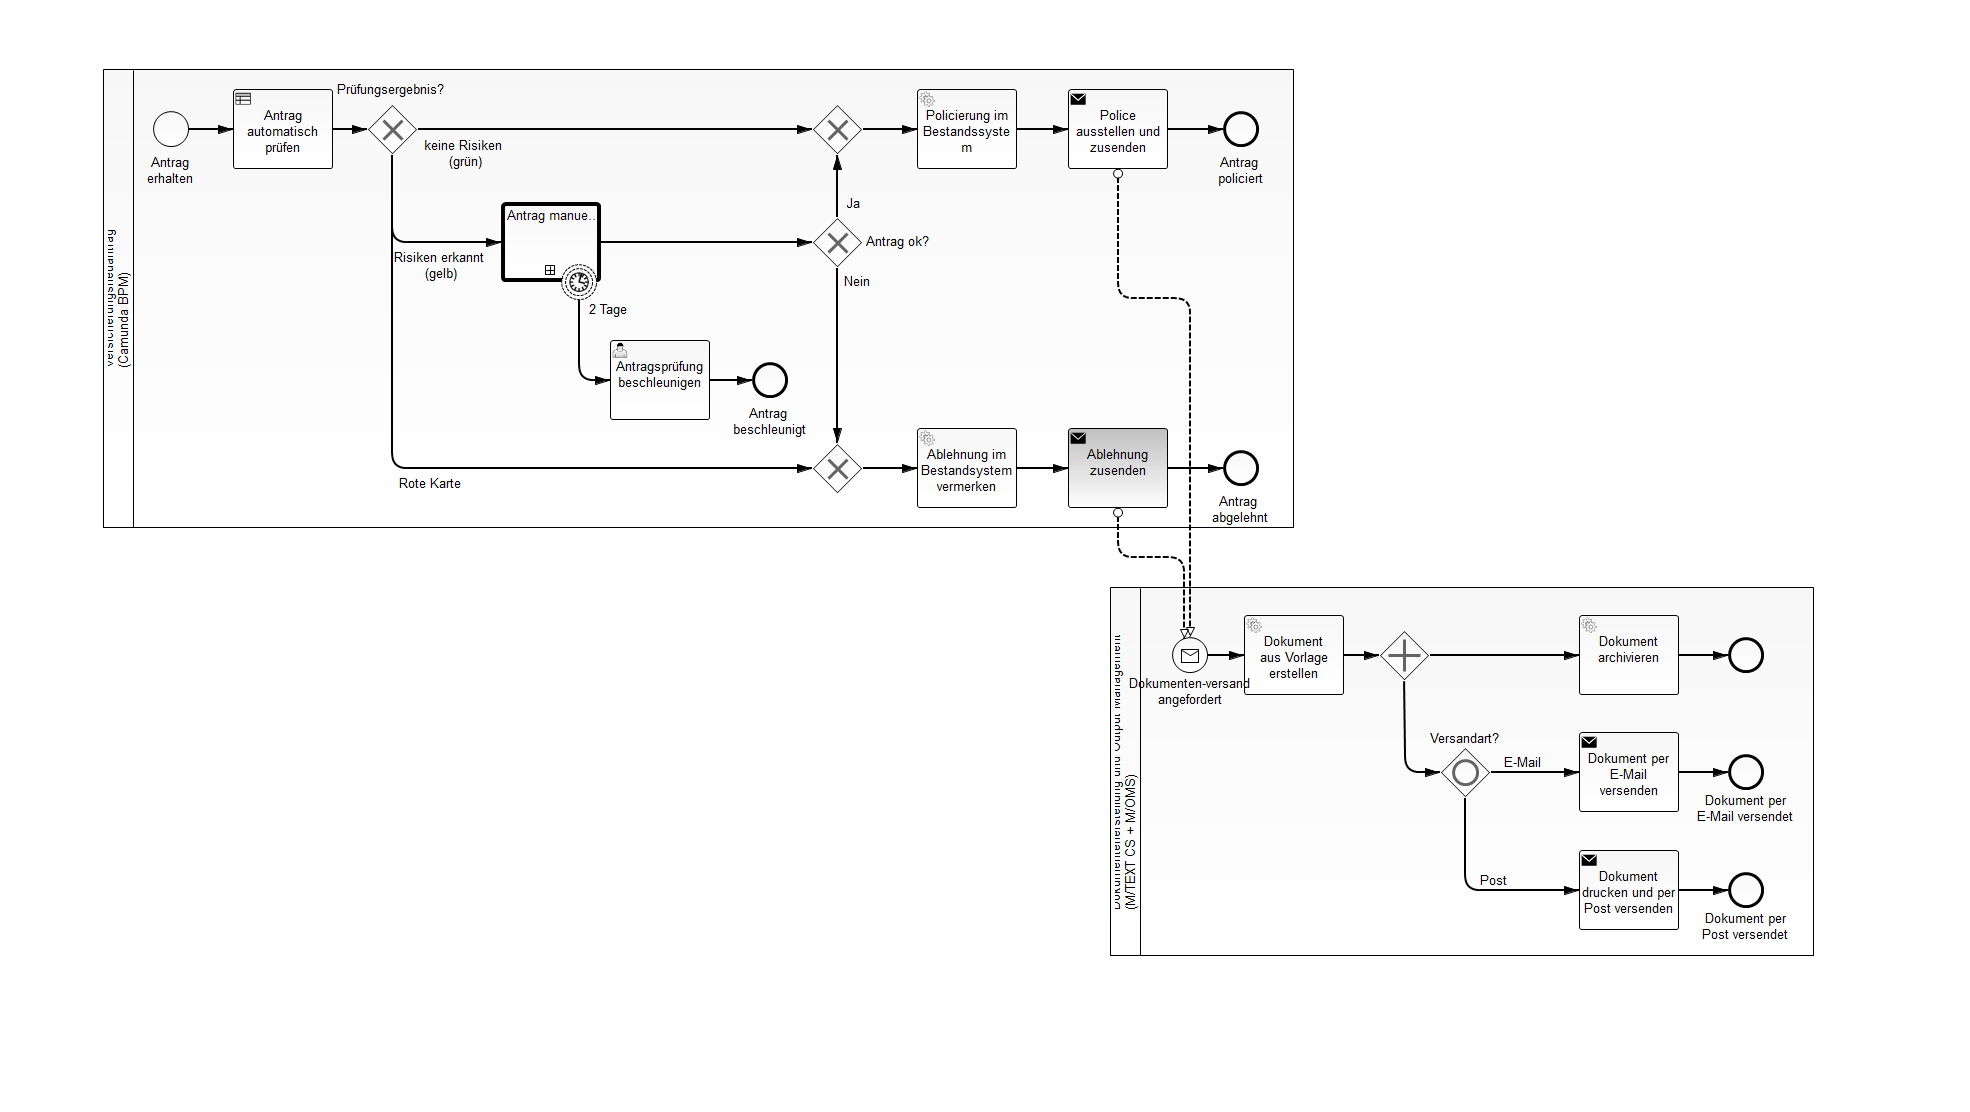 Prüfungsergebnis?
Antrag
automatisch
prüfen
Antrag
erhalten
keine Risiken
(grün)
Policierung im
Bestandssyste
m
Police
ausstellen und
zusenden
Antrag
policiert
Ja
Antrag manue..
Antrag ok?
Risiken erkannt
(gelb)
Nein
2 Tage
(Camunda BPM)
Antragsprüfung
beschleunigen
Antrag
beschleunigt
Rote Karte
Ablehnung im
Bestandsystem
vermerken
Ablehnung
zusenden
Antrag
abgelehnt
Dokument
aus Vorlage
erstellen
Dokument
archivieren
Dokumenten-versand
angefordert
Versandart?
E-Mail
Dokument per
E-Mail
versenden
Dokument per
E-Mail versendet
(M/TEXT CS + M/OMS)
Post
Dokument
drucken und per
Post versenden
Dokument per
Post versendet